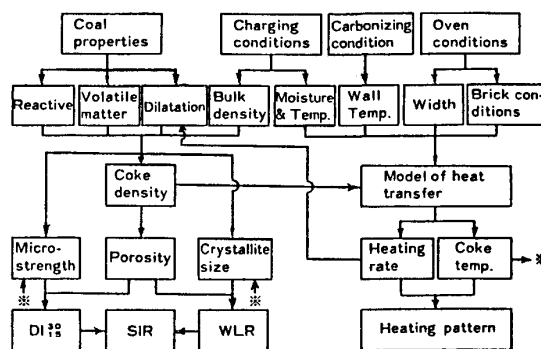 Coal
properties
Charging
conditions
Carbonizing
condition
Oven
conditions
Reactive
Volatile
matter
Dilatation
Bulk
density
Moisture
& Temp.
Wall
Temp.
Width
Brick con-
ditions
Coke
density
Model of heat
transfer
Micro-
strength
Porosity
Crystallite
size
Heating
rate
Coke
temp.
※
※
※
DI 30 15
SIR
WLR
Heating pattern